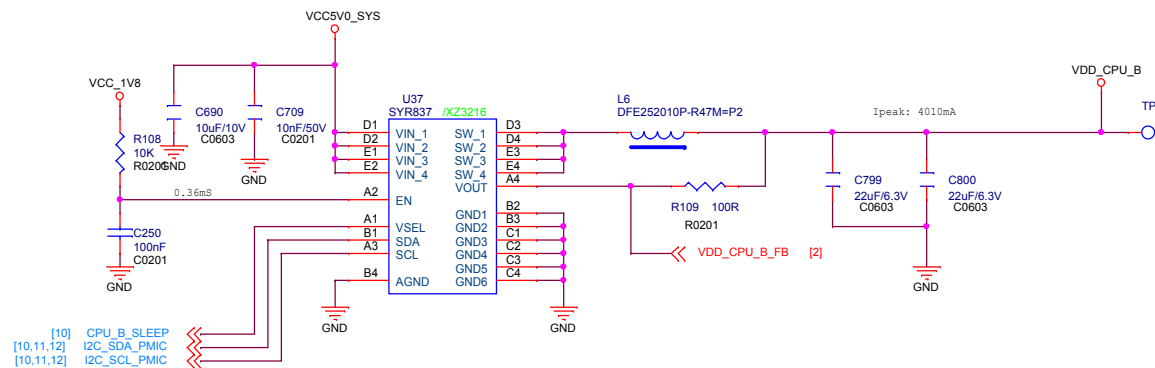 VCC5V0_SYS
VCC_1V8
VDD_CPU_B
TP
C690
10uF/10V
C0603
C709
10nF/50V
C0201
U37
SYR837 /XZ3216
L6
DFE252010P-R47M=P2
Ipeak: 4010mA
R108
10K
R0201
GND
GND
0.36mS
D1 VIN_1 SW_1 D3
D2 VIN_2 SW_2 D4
E1 VIN_3 SW_3 E3
E2 VIN_4 SW_4 E4
VOUT A4
A2 EN
GND1 B2
A1 VSEL GND2 B3
B1 SDA GND3 C1
A3 SCL GND4 C2
GND5 C3
B4 AGND GND6 C4
R109 100R
R0201
C799
22uF/6.3V
C0603
C800
22uF/6.3V
C0603
C250
100nF
C0201
VDD_CPU_B_FB [2]
GND
GND
GND
GND
[10] CPU_B_SLEEP
[10,11,12] I2C_SDA_PMIC
[10,11,12] I2C_SCL_PMIC